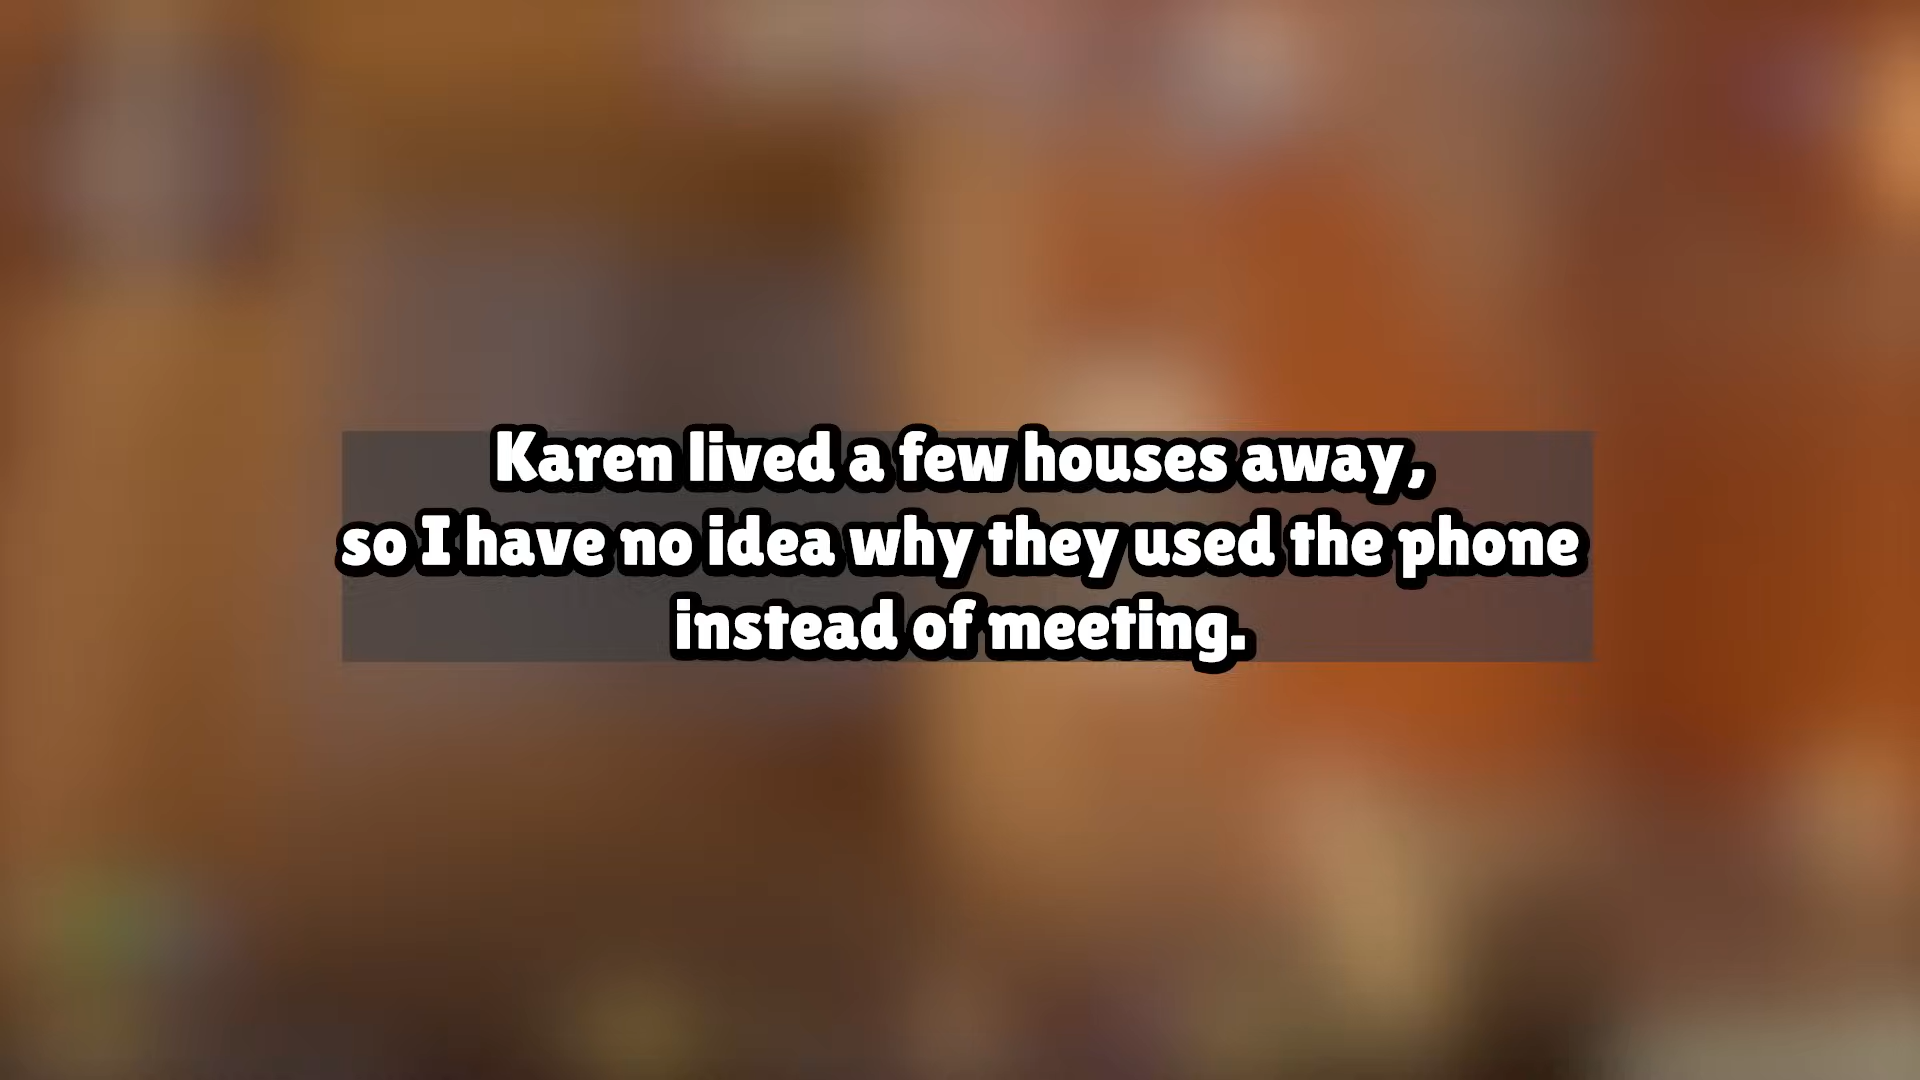 Karen lived a few houses away,
so I have no idea why they used the phone
instead of meeting.